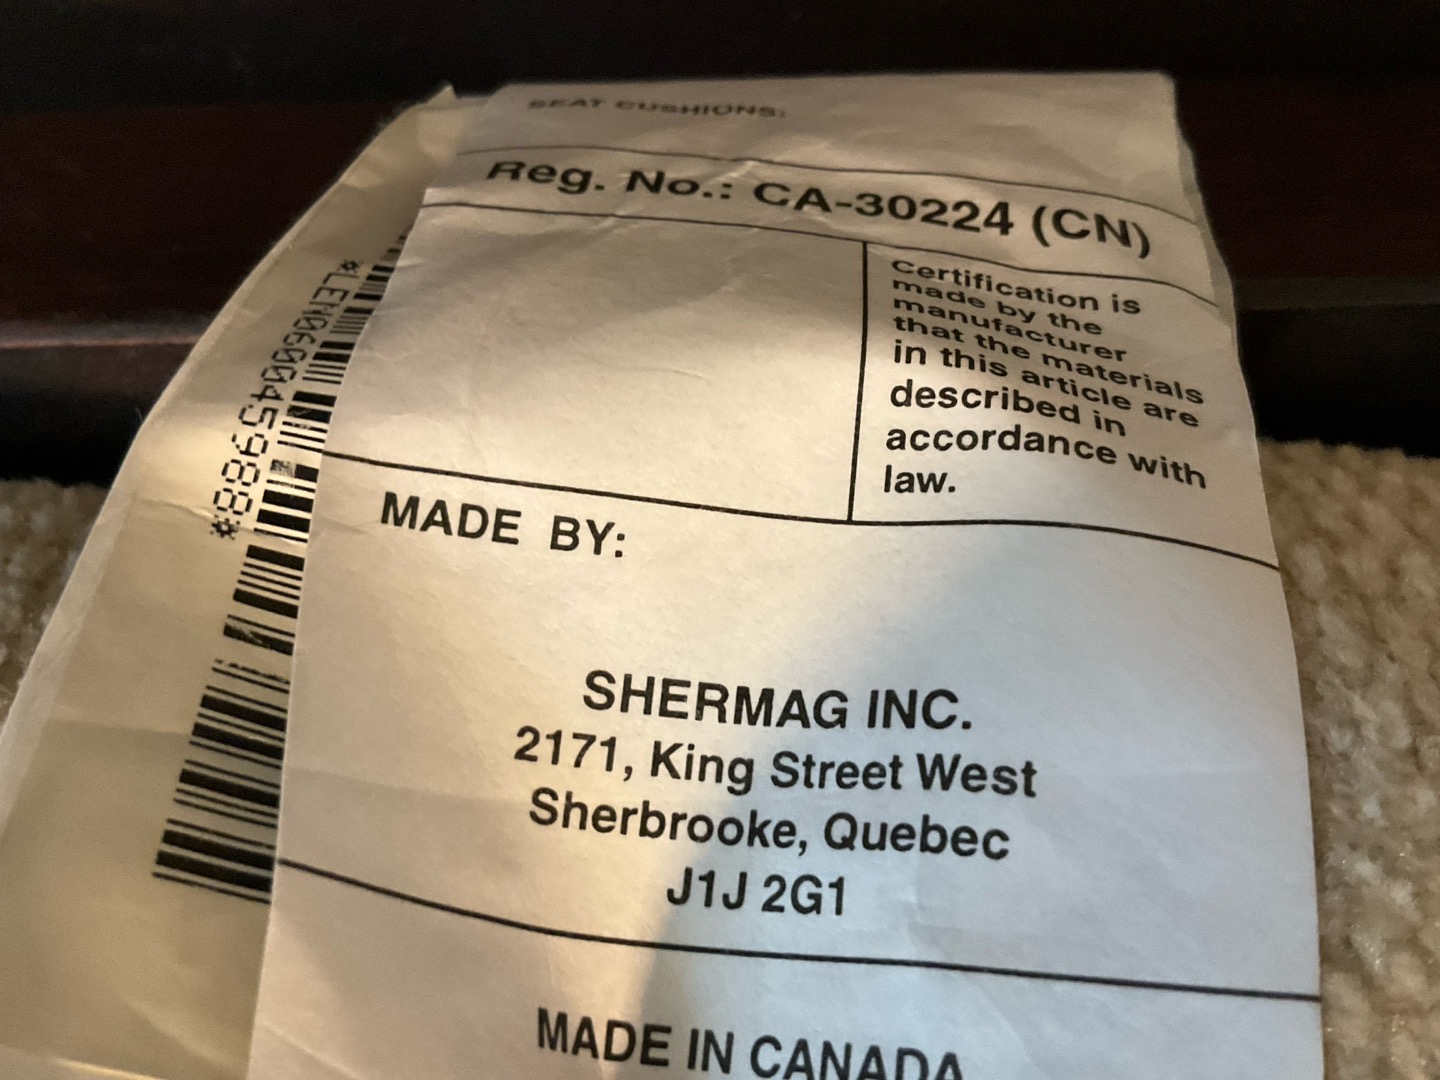 SEAT CUSHIONS:
Reg. No.: CA-30224 (CN)
Certification is
made by the
manufacturer
that the materials
in this article are
described in
accordance with
law.
MADE BY:
SHERMAG INC.
2171, King Street West
Sherbrooke, Quebec
J1J 2G1
MADE IN CANADA
*LEN060045988*